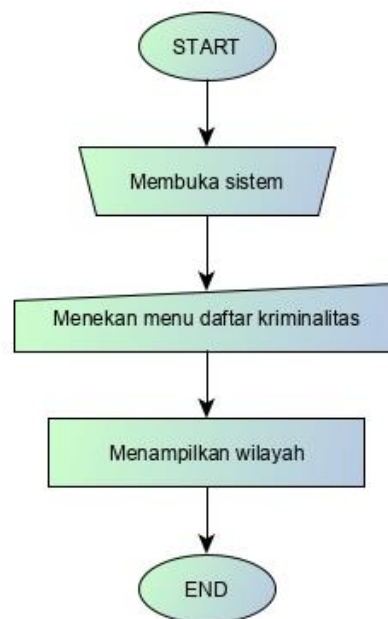 START
Membuka sistem
Menekan menu daftar kriminalitas
Menampilkan wilayah
END